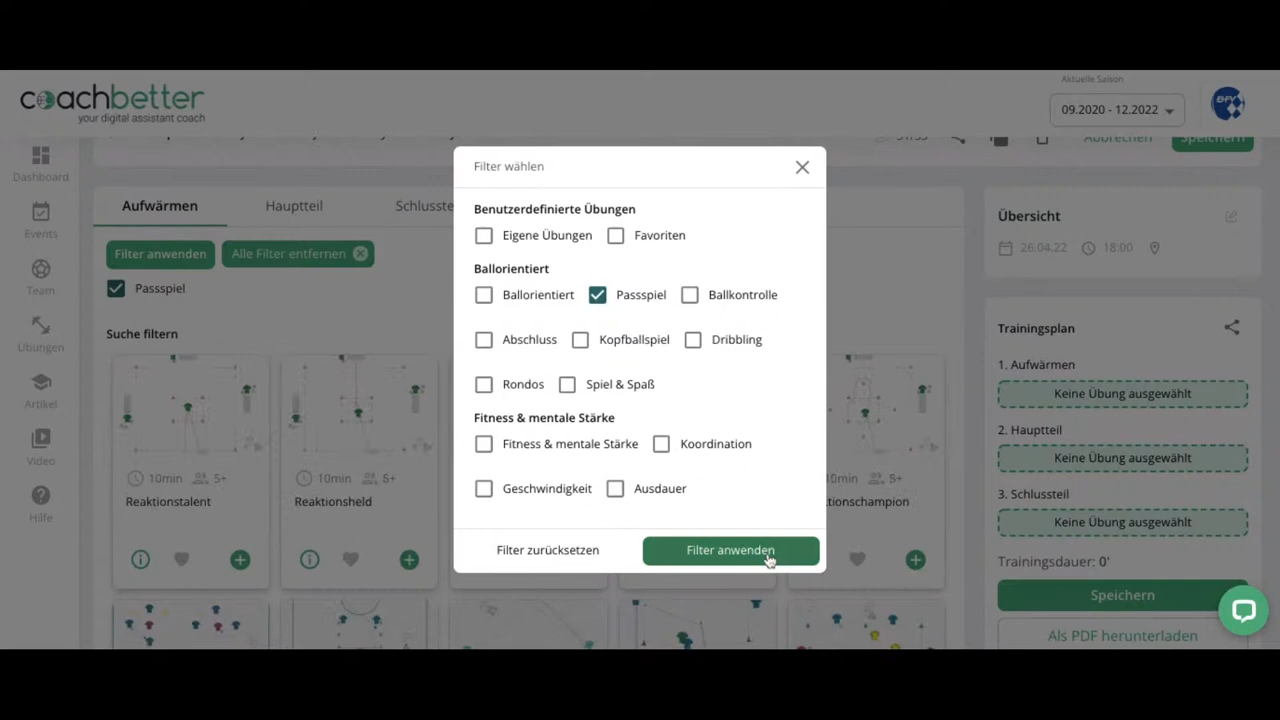 coachbetter
your digital assistant coach
Aktuelle Saison
09.2020 - 12.2022
BFV
Abbrechen
Speichern
Dashboard
Events
Team
Übungen
Artikel
Video
Hilfe
Aufwärmen
Hauptteil
Filter anwenden
Alle Filter entfernen
Passspiel
Suche filtern
10min 5+
Reaktionstalent
10min 5+
Reaktionsheld
5+
Filter wählen
Benutzerdefinierte Übungen
Eigene Übungen
Favoriten
Ballorientiert
Ballorientiert
Passspiel
Ballkontrolle
Abschluss
Kopfballspiel
Dribbling
Rondos
Spiel & Spaß
Fitness & mentale Stärke
Fitness & mentale Stärke
Koordination
Geschwindigkeit
Ausdauer
Filter zurücksetzen
Filter anwenden
Übersicht
26.04.22
18:00
Trainingsplan
1. Aufwärmen
Keine Übung ausgewählt
2. Hauptteil
Keine Übung ausgewählt
3. Schlussteil
Keine Übung ausgewählt
Trainingsdauer: 0'
Speichern
Als PDF herunterladen